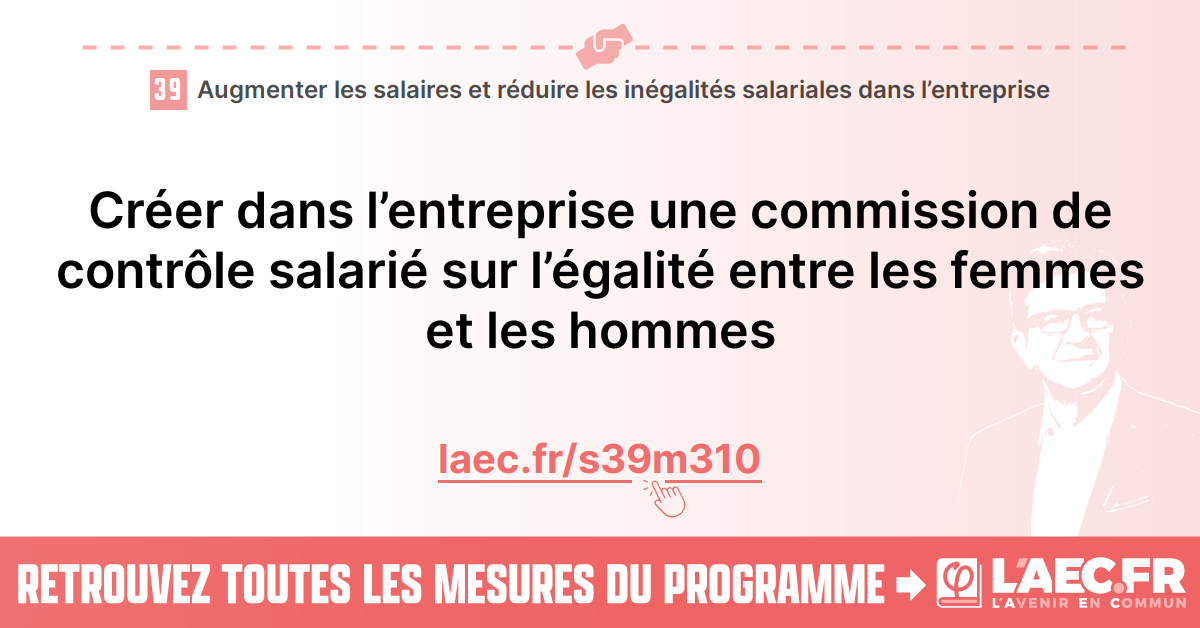 39 Augmenter les salaires et réduire les inégalités salariales dans l’entreprise
Créer dans l’entreprise une commission de
contrôle salarié sur l’égalité entre les femmes
et les hommes
laec.fr/s39m310
RETROUVEZ TOUTES LES MESURES DU PROGRAMME
φ L’AEC.FR
L’AVENIR EN COMMUN